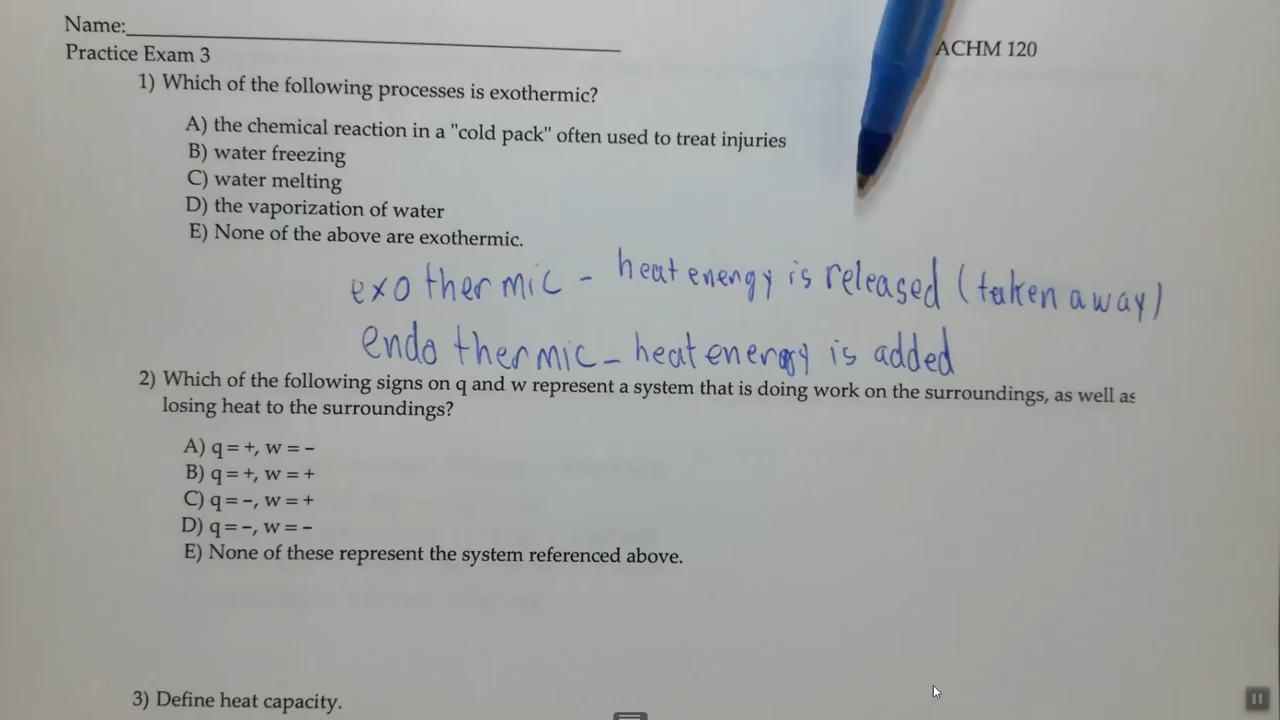 Name:
ACHM 120
Practice Exam 3
1) Which of the following processes is exothermic?
A) the chemical reaction in a "cold pack" often used to treat injuries
B) water freezing
C) water melting
D) the vaporization of water
E) None of the above are exothermic.
exothermic - heat energy is released (taken away)
endothermic - heat energy is added
2) Which of the following signs on q and w represent a system that is doing work on the surroundings, as well as
losing heat to the surroundings?
A) q = +, w = -
B) q = +, w = +
C) q = -, w = +
D) q = -, w = -
E) None of these represent the system referenced above.
3) Define heat capacity.